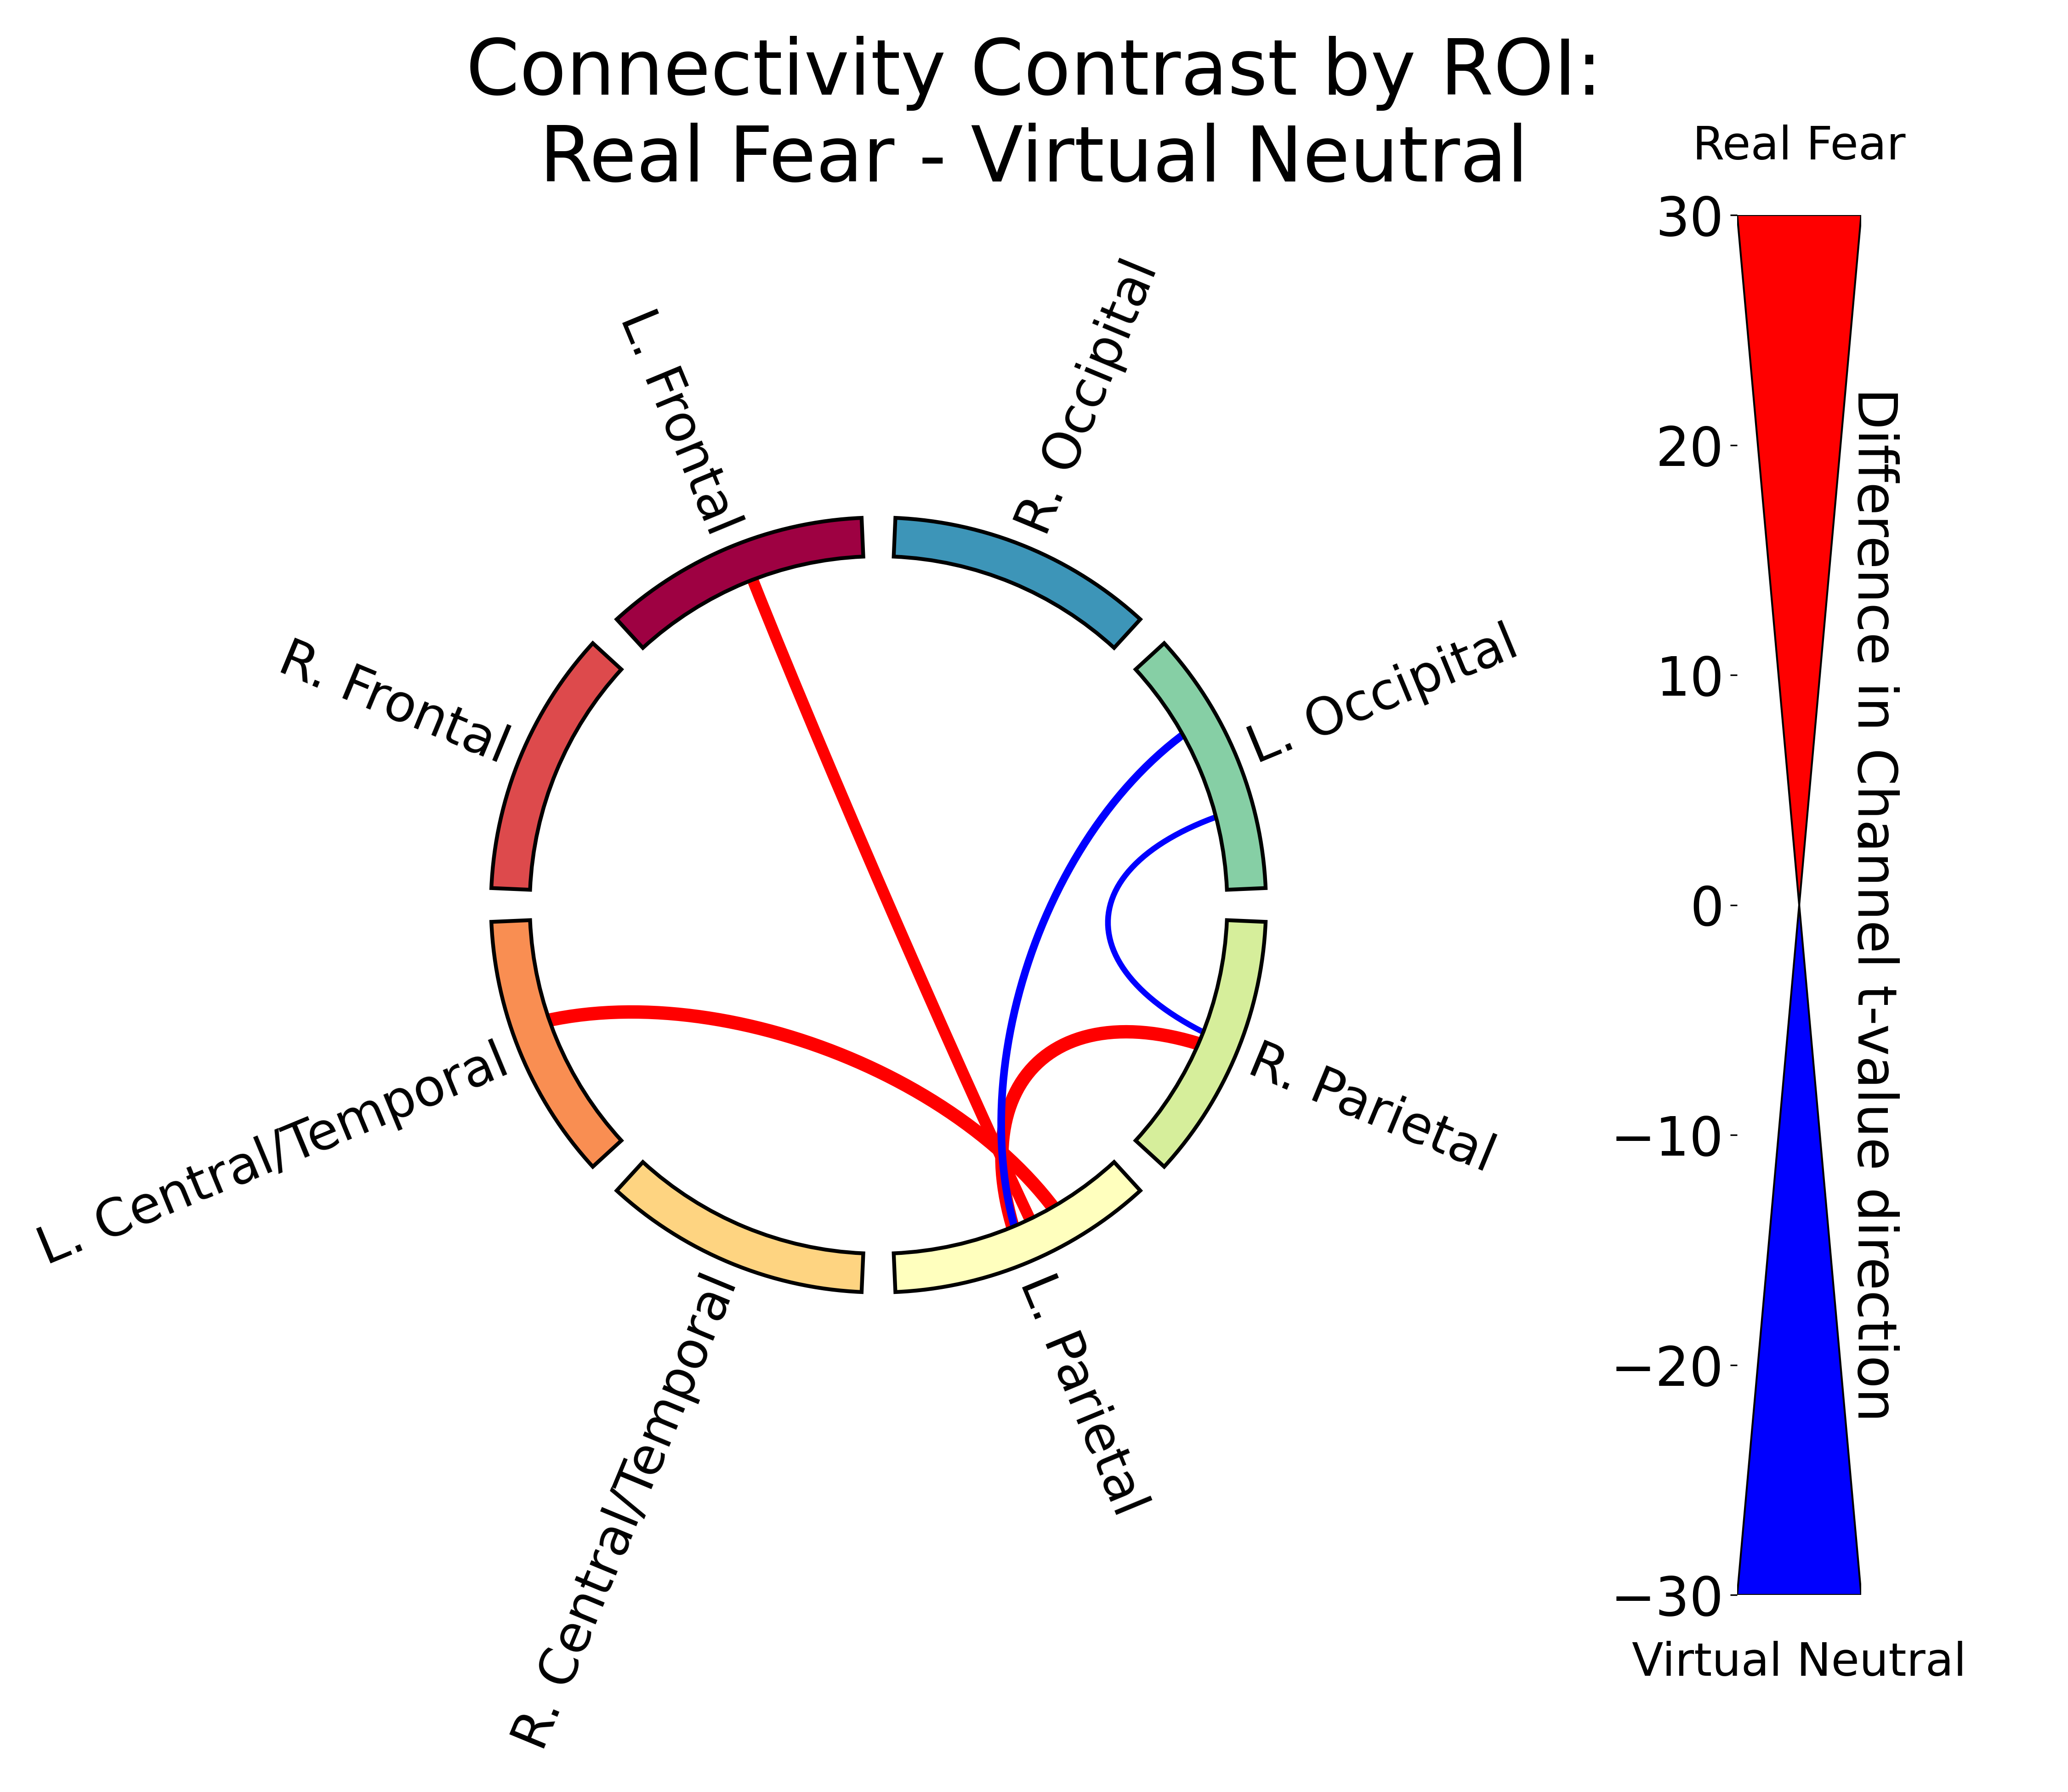 Connectivity Contrast by ROI:
Real Fear - Virtual Neutral
Real Fear
30
20
10
0
−10
−20
−30
Virtual Neutral
Difference in Channel t-value direction
L. Frontal
R. Occipital
R. Frontal
L. Occipital
L. Central/Temporal
R. Parietal
R. Central/Temporal
L. Parietal